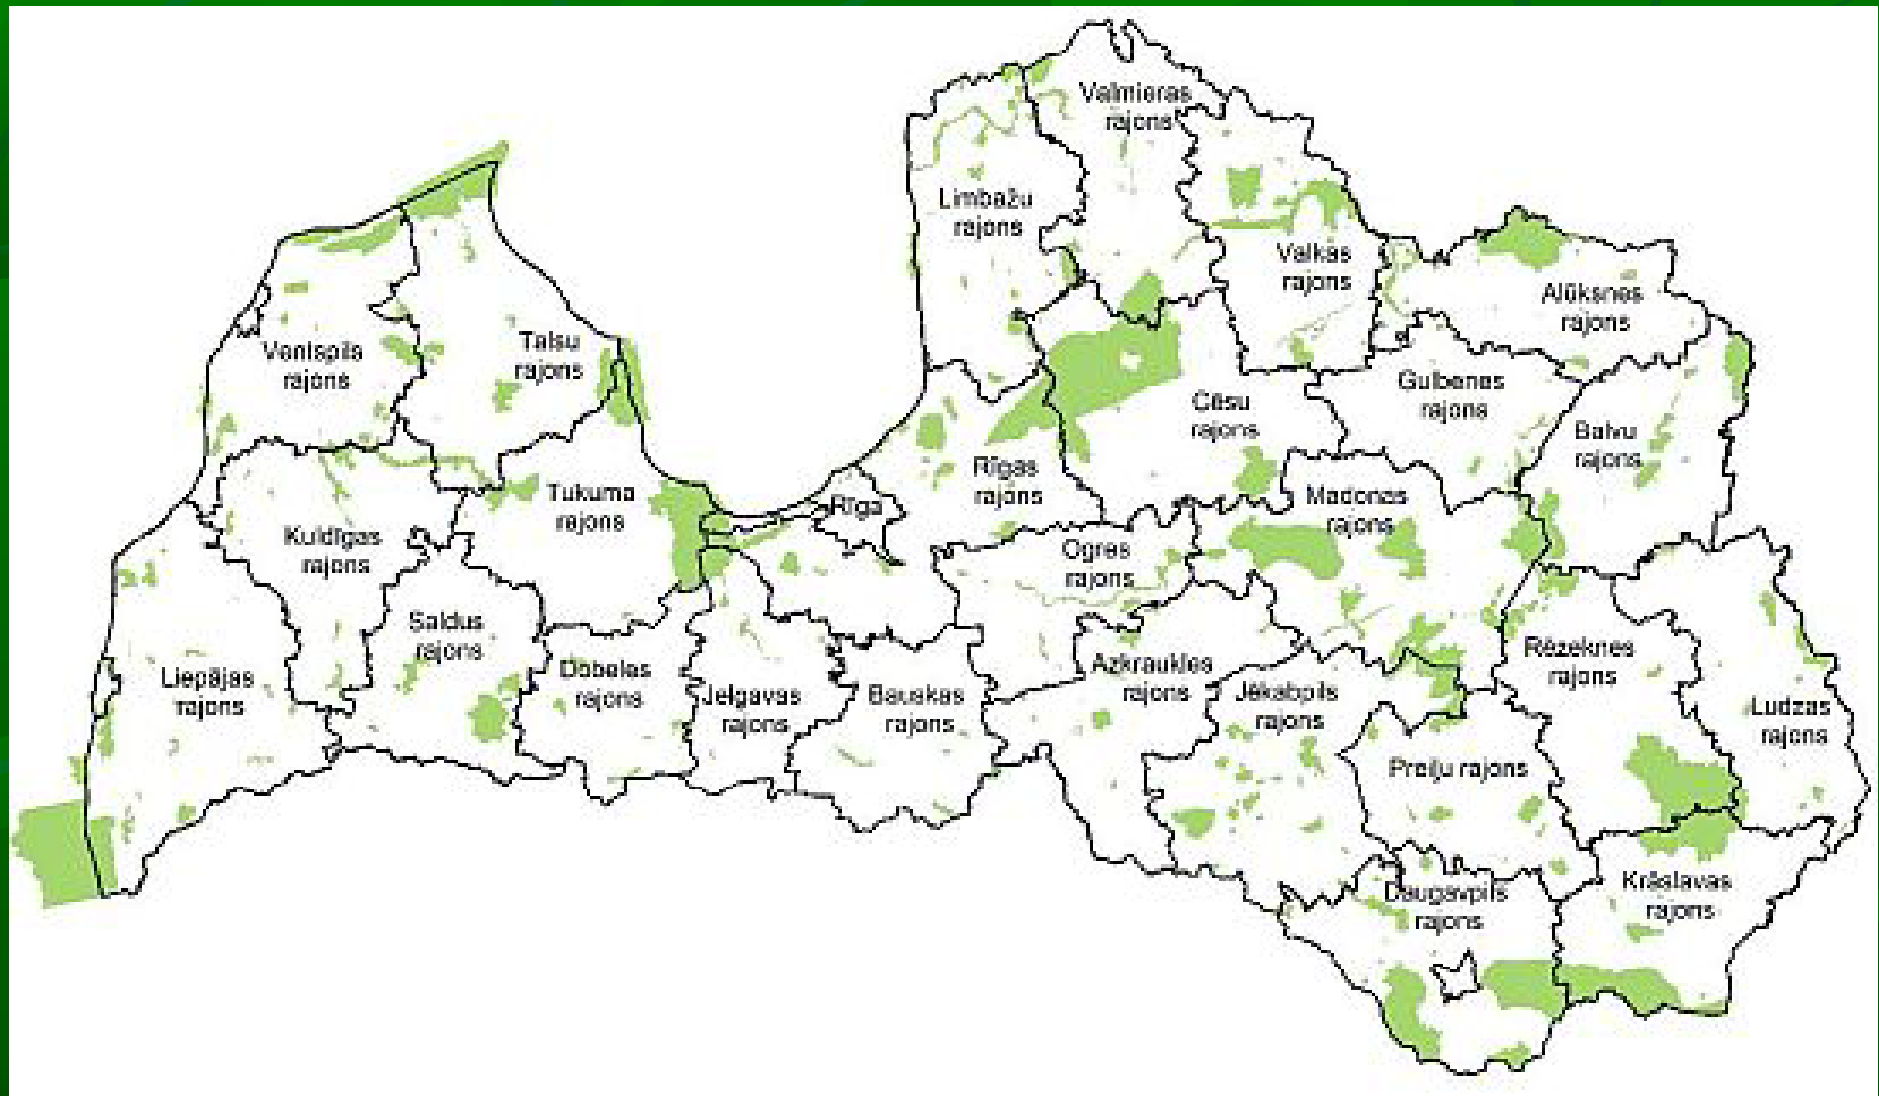 Valmieras
rajons
Limbažu
rajons
Valkas
rajons
Alūksnes
rajons
Ventspils
rajons
Talsu
rajons
Gulbenes
rajons
Cēsu
rajons
Balvu
rajons
Rīgas
rajons
Tukuma
rajons
Rīga
Madonas
rajons
Kuldīgas
rajons
Ogres
rajons
Saldus
rajons
Rēzeknes
rajons
Liepājas
rajons
Dobeles
rajons
Jelgavas
rajons
Bauskas
rajons
Aizkraukles
rajons
Jēkabpils
rajons
Ludzas
rajons
Preiļu rajons
Daugavpils
rajons
Krāslavas
rajons